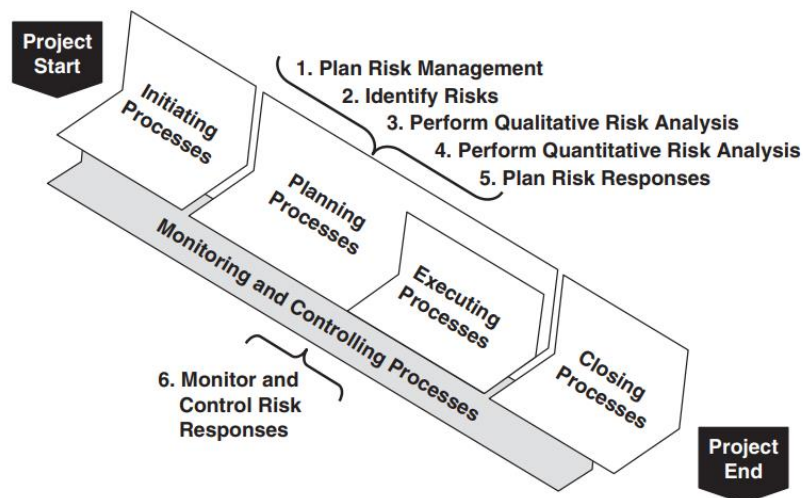 Project
Start
1. Plan Risk Management
2. Identify Risks
3. Perform Qualitative Risk Analysis
4. Perform Quantitative Risk Analysis
5. Plan Risk Responses
Initiating
Processes
Planning
Processes
Executing
Processes
Closing
Processes
Monitoring and Controlling Processes
6. Monitor and
Control Risk
Responses
Project
End